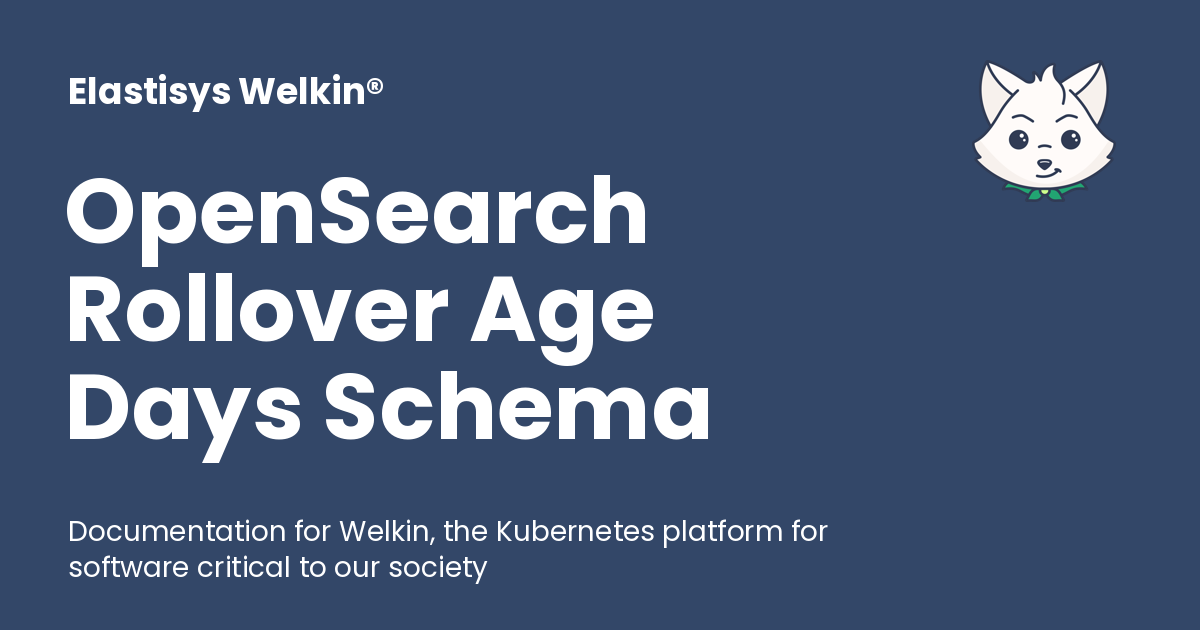 Elastisys Welkin®
OpenSearch
Rollover Age
Days Schema
Documentation for Welkin, the Kubernetes platform for
software critical to our society